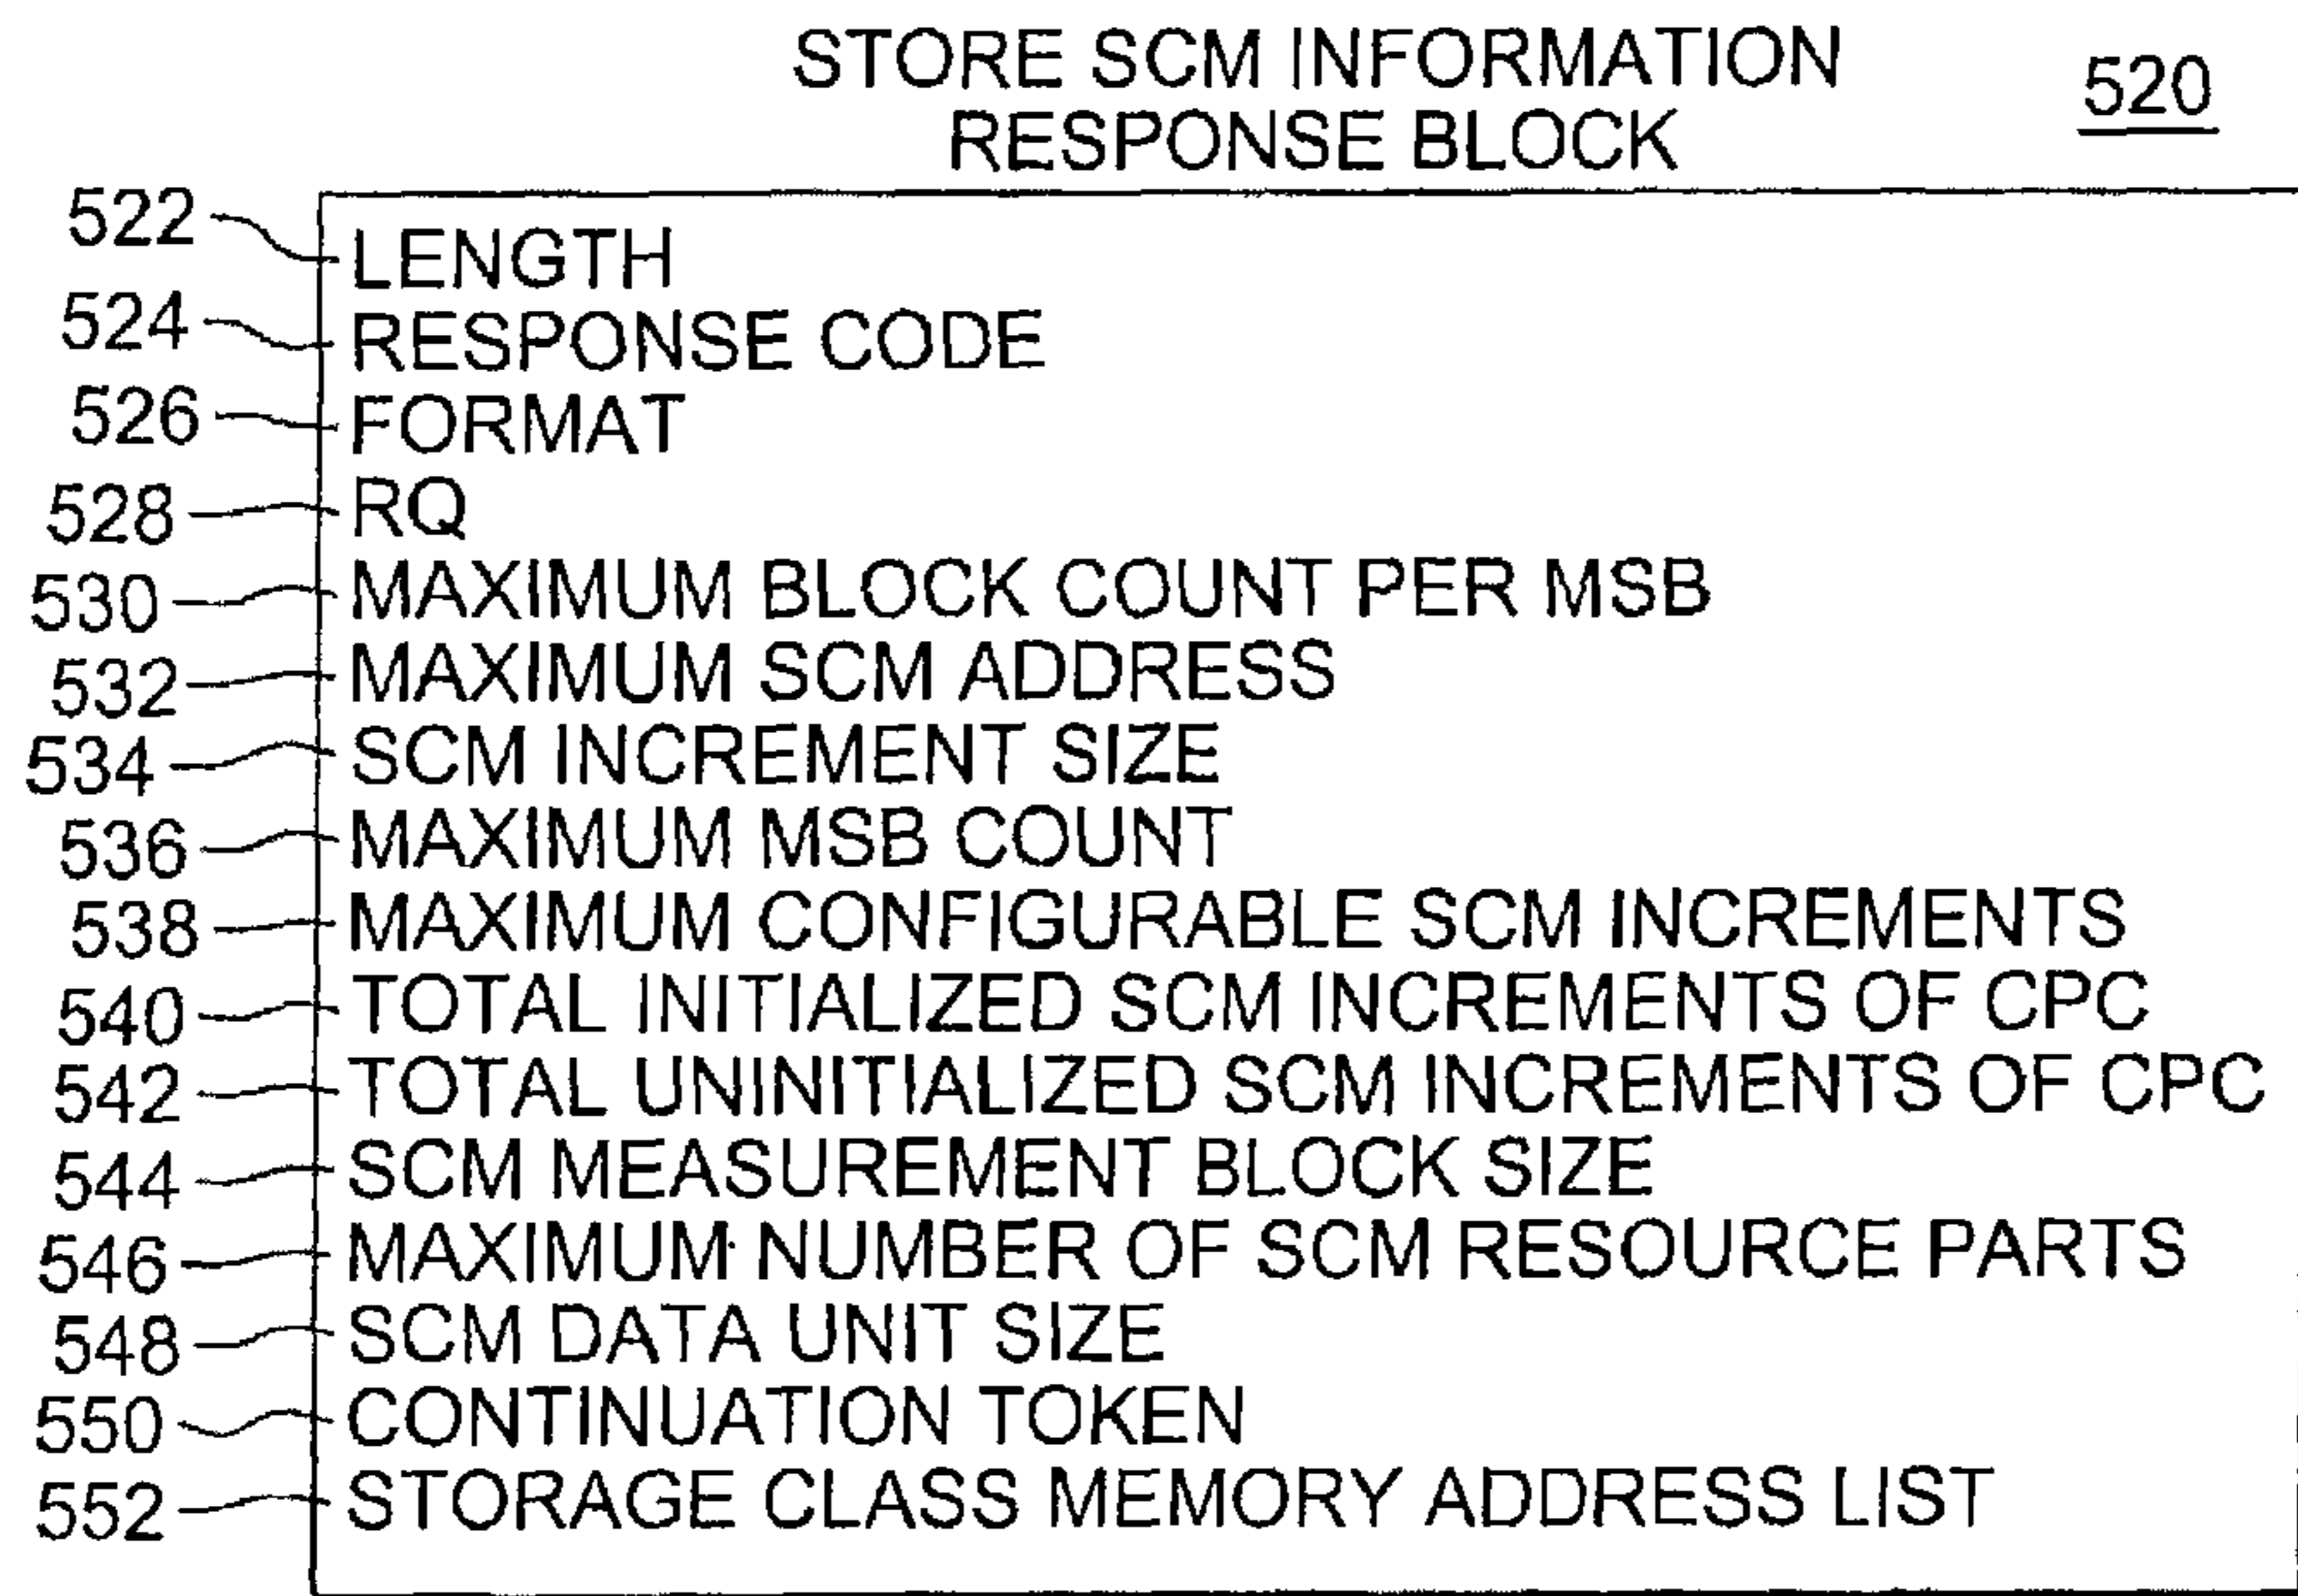 STORE SCM INFORMATION
RESPONSE BLOCK
520
522 LENGTH
524 RESPONSE CODE
526 FORMAT
528 RQ
530 MAXIMUM BLOCK COUNT PER MSB
532 MAXIMUM SCM ADDRESS
534 SCM INCREMENT SIZE
536 MAXIMUM MSB COUNT
538 MAXIMUM CONFIGURABLE SCM INCREMENTS
540 TOTAL INITIALIZED SCM INCREMENTS OF CPC
542 TOTAL UNINITIALIZED SCM INCREMENTS OF CPC
544 SCM MEASUREMENT BLOCK SIZE
546 MAXIMUM NUMBER OF SCM RESOURCE PARTS
548 SCM DATA UNIT SIZE
550 CONTINUATION TOKEN
552 STORAGE CLASS MEMORY ADDRESS LIST